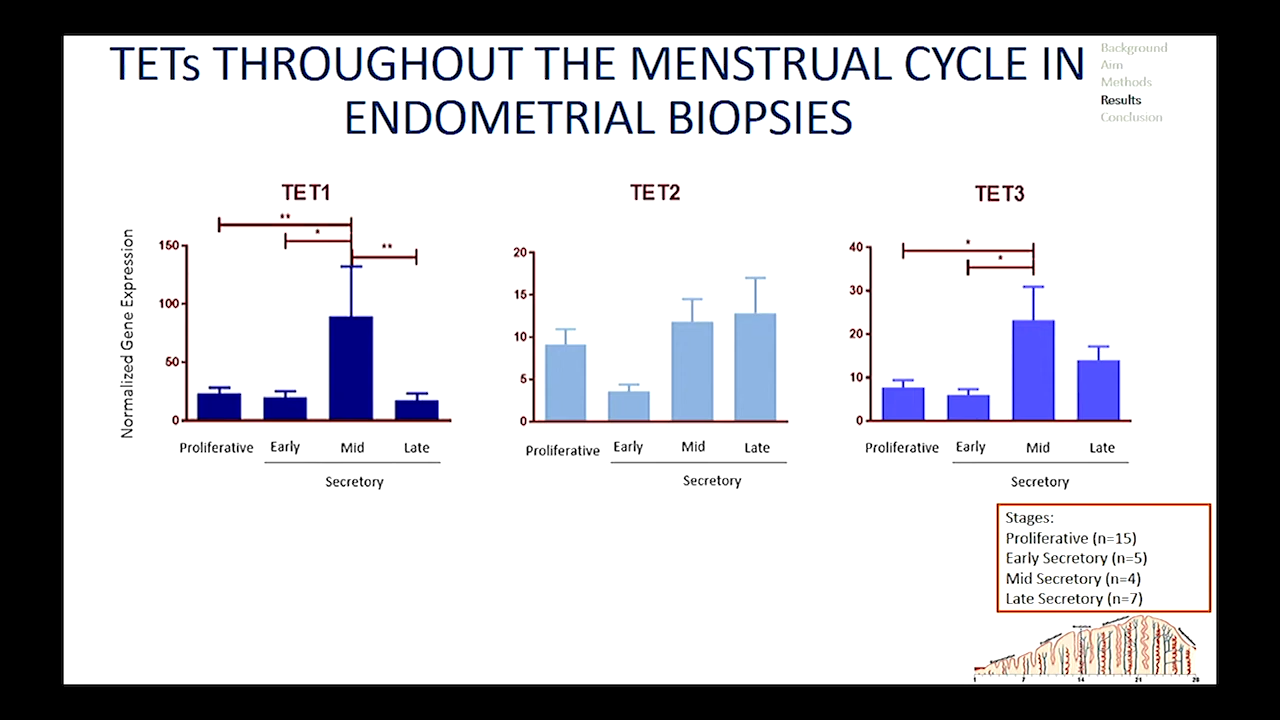 TETs THROUGHOUT THE MENSTRUAL CYCLE IN
ENDOMETRIAL BIOPSIES
Background
Aim
Methods
Results
Conclusion
TET1
Normalized Gene Expression
150
100
50
0
**
*
**
Proliferative Early Mid Late
Secretory
TET2
20
15
10
5
0
Proliferative Early Mid Late
Secretory
TET3
40
30
20
10
0
*
*
Proliferative Early Mid Late
Secretory
Stages:
Proliferative (n=15)
Early Secretory (n=5)
Mid Secretory (n=4)
Late Secretory (n=7)
1 7 14 21 28